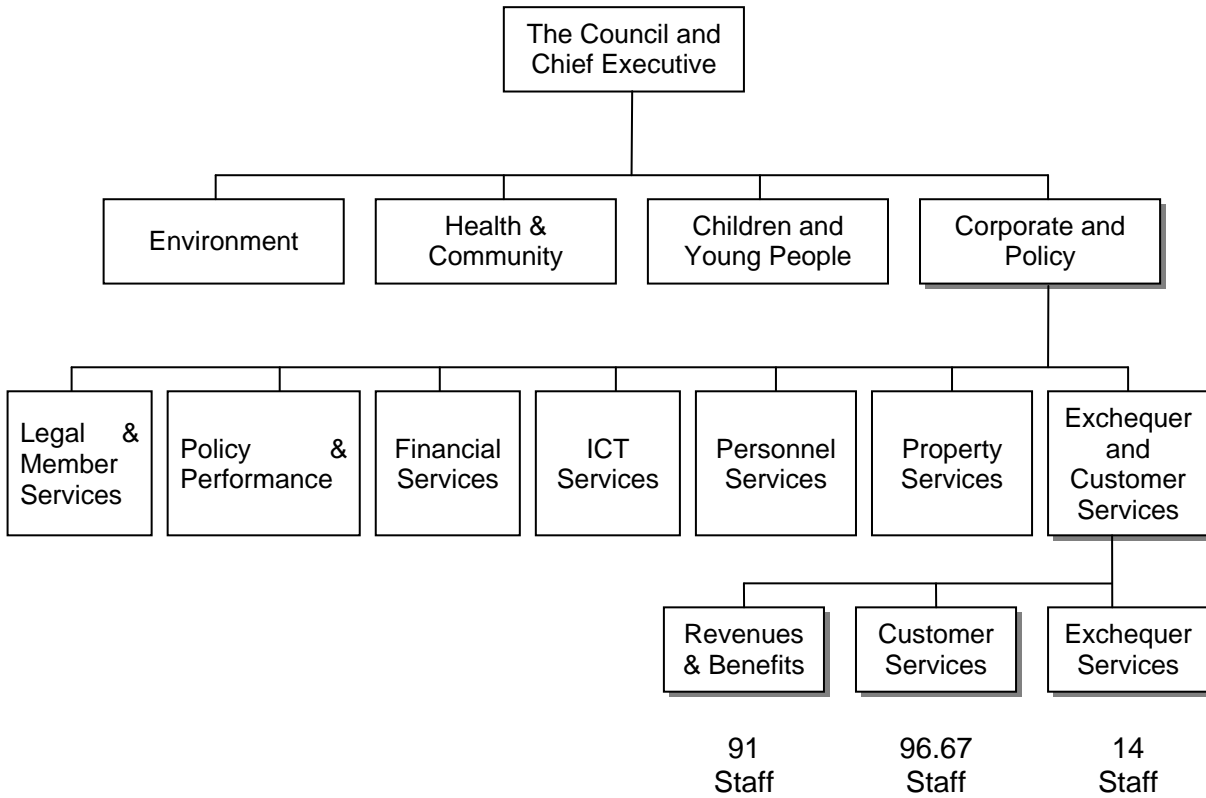 The Council and
Chief Executive
Environment
Health &
Community
Children and
Young People
Corporate and
Policy
Legal &
Member
Services
Policy &
Performance
Financial
Services
ICT
Services
Personnel
Services
Property
Services
Exchequer
and
Customer
Services
Revenues
& Benefits
Customer
Services
Exchequer
Services
91
Staff
96.67
Staff
14
Staff